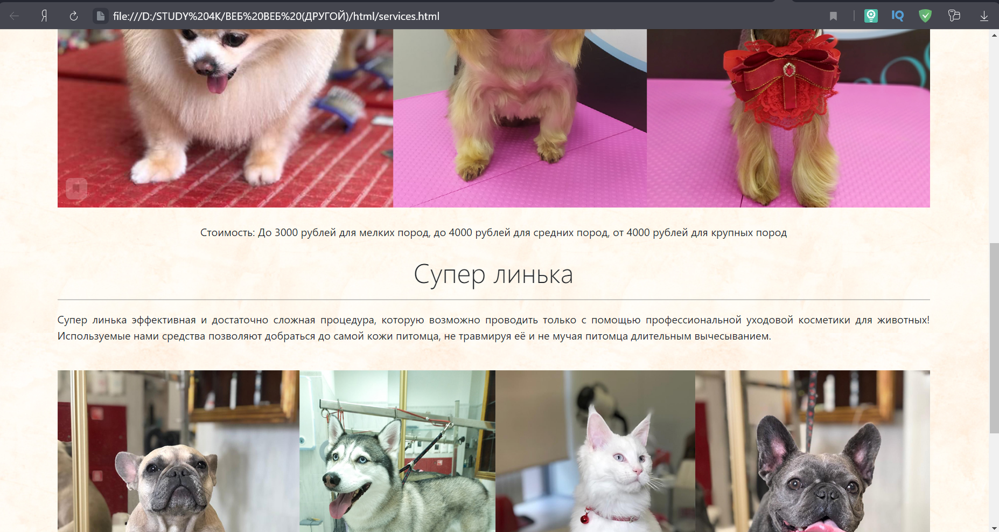 Я
file:///D:/STUDY%204K/ВЕБ%20ВЕБ%20(ДРУГОЙ)/html/services.html
IQ
Стоимость: До 3000 рублей для мелких пород, до 4000 рублей для средних пород, от 4000 рублей для крупных пород
Супер линька
Супер линька эффективная и достаточно сложная процедура, которую возможно проводить только с помощью профессиональной уходовой косметики для животных!
Используемые нами средства позволяют добраться до самой кожи питомца, не травмируя её и не мучая питомца длительным вычесыванием.